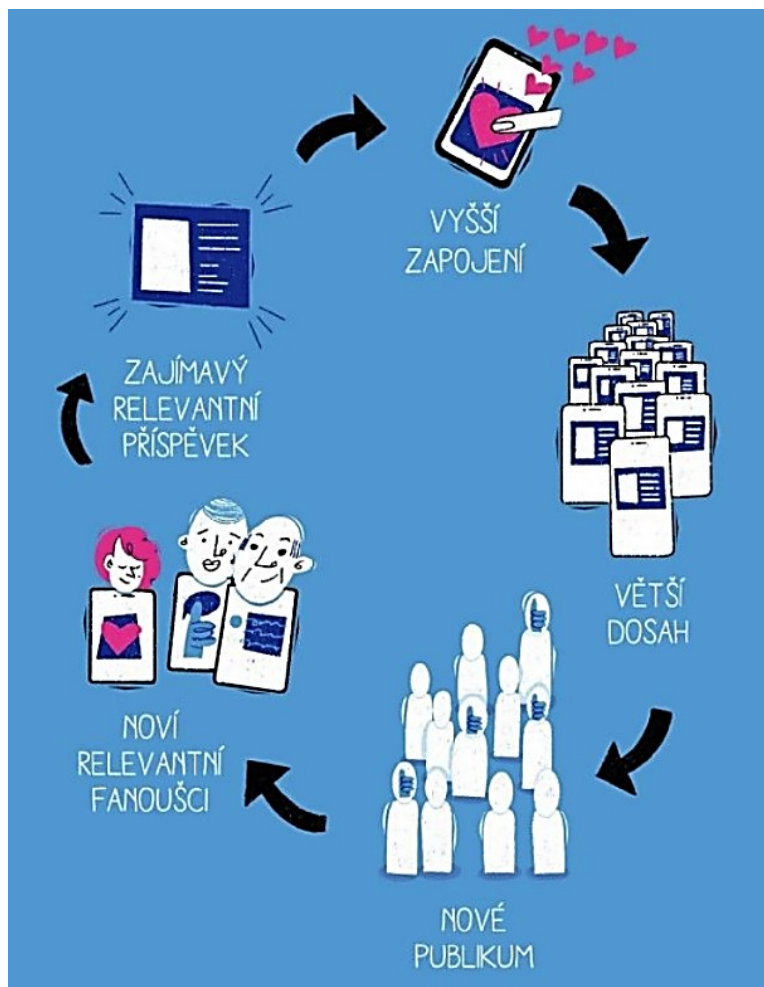 VYŠŠÍ
ZAPOJENÍ
VĚTŠÍ
DOSAH
NOVÉ
PUBLIKUM
NOVÍ
RELEVANTNÍ
FANOUŠCI
ZAJÍMAVÝ
RELEVANTNÍ
PŘÍSPĚVEK